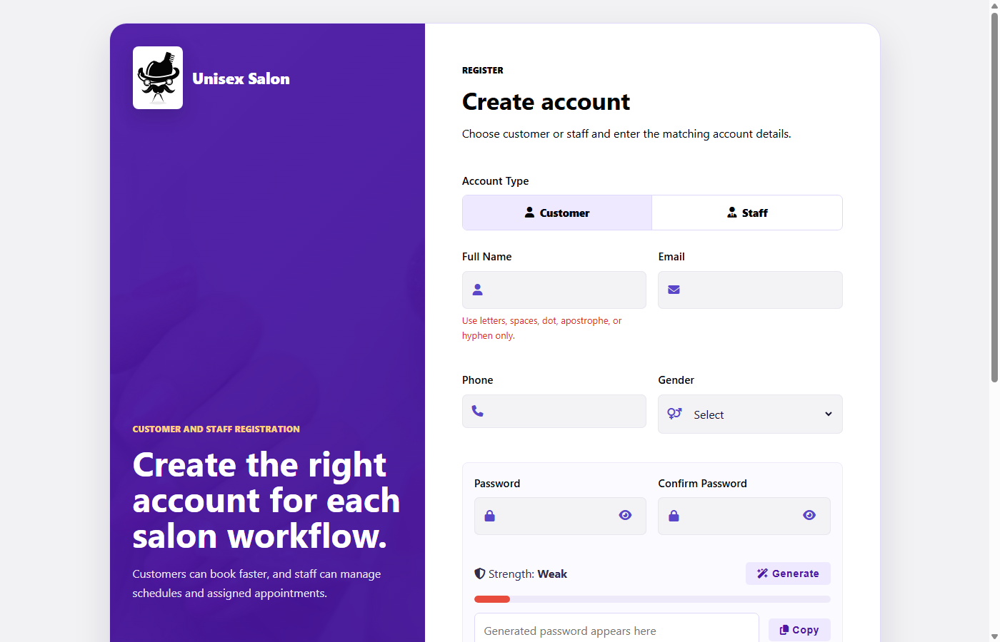 Unisex Salon
CUSTOMER AND STAFF REGISTRATION
Create the right
account for each
salon workflow.
Customers can book faster, and staff can manage
schedules and assigned appointments.
REGISTER
Create account
Choose customer or staff and enter the matching account details.
Account Type
Customer
Staff
Full Name
Email
Use letters, spaces, dot, apostrophe, or
hyphen only.
Phone
Gender
Select
Password
Confirm Password
Strength: Weak
Generate
Generated password appears here
Copy